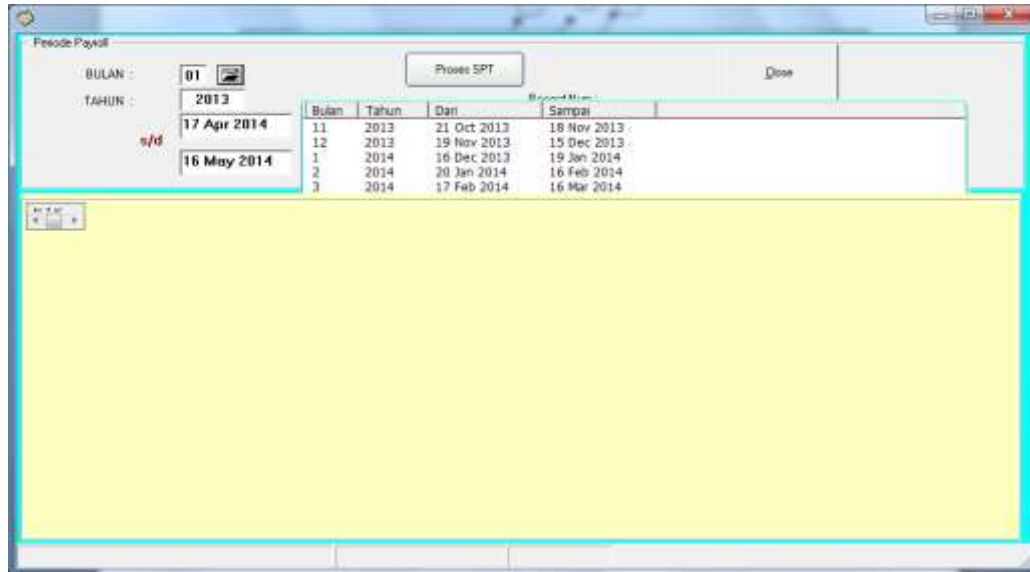 Periode Payroll
BULAN : 01 Proses SPT Close
TAHUN : 2013
17 Apr 2014
s/d
16 May 2014
Bulan Tahun Dari Sampai
11 2013 21 Oct 2013 18 Nov 2013
12 2013 19 Nov 2013 15 Dec 2013
1 2014 16 Dec 2013 19 Jan 2014
2 2014 20 Jan 2014 16 Feb 2014
3 2014 17 Feb 2014 16 Mar 2014